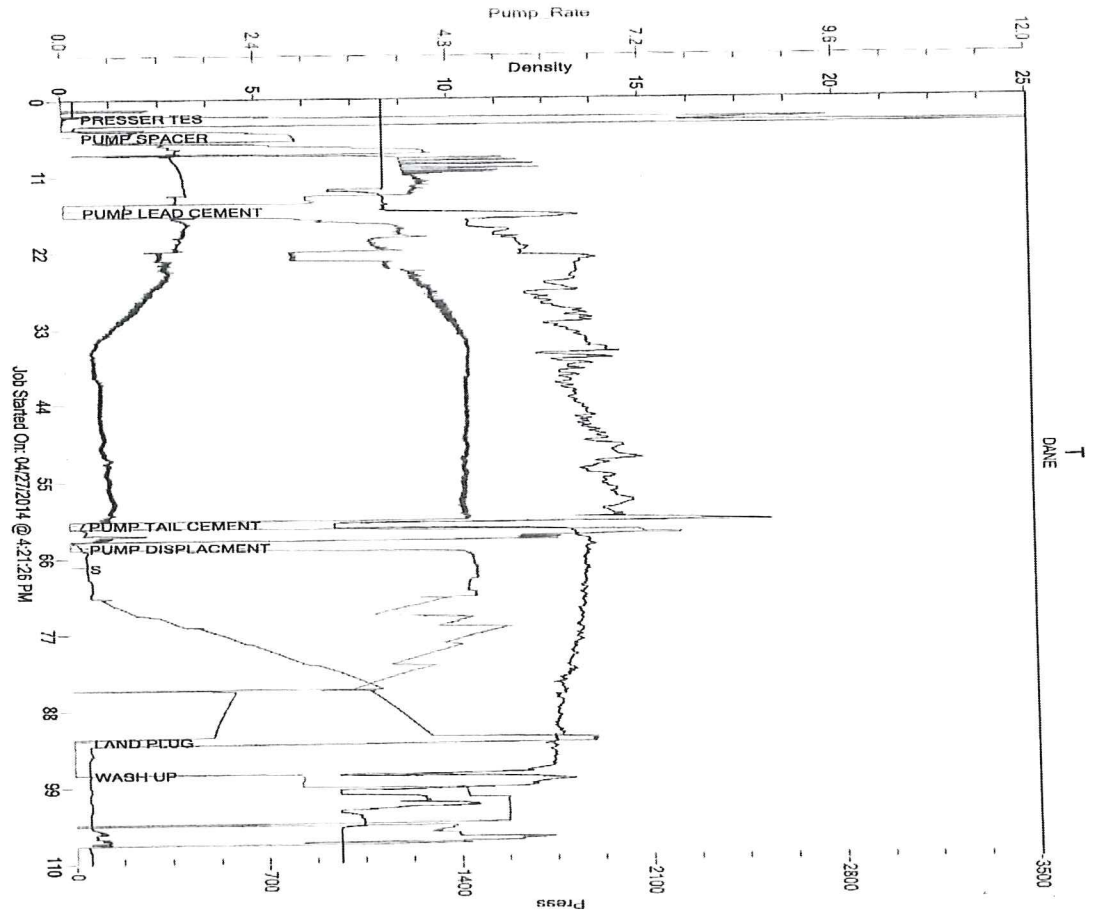 Pump_Rate
0.0 2.4 4.8 7.2 9.6 12.0
Density
0 5 10 15 20 25
T
DANE
0
PRESSER TES
PUMP SPACER
11
PUMP LEAD CEMENT
22
33
44
55
PUMP TAIL CEMENT
PUMP DISPLACMENT
66
S
77
88
LAND PLUG
WASH UP
99
110
Job Started On: 04/27/2014 @ 4:21:26 PM
0 700 1400 2100 2800 3500
Press